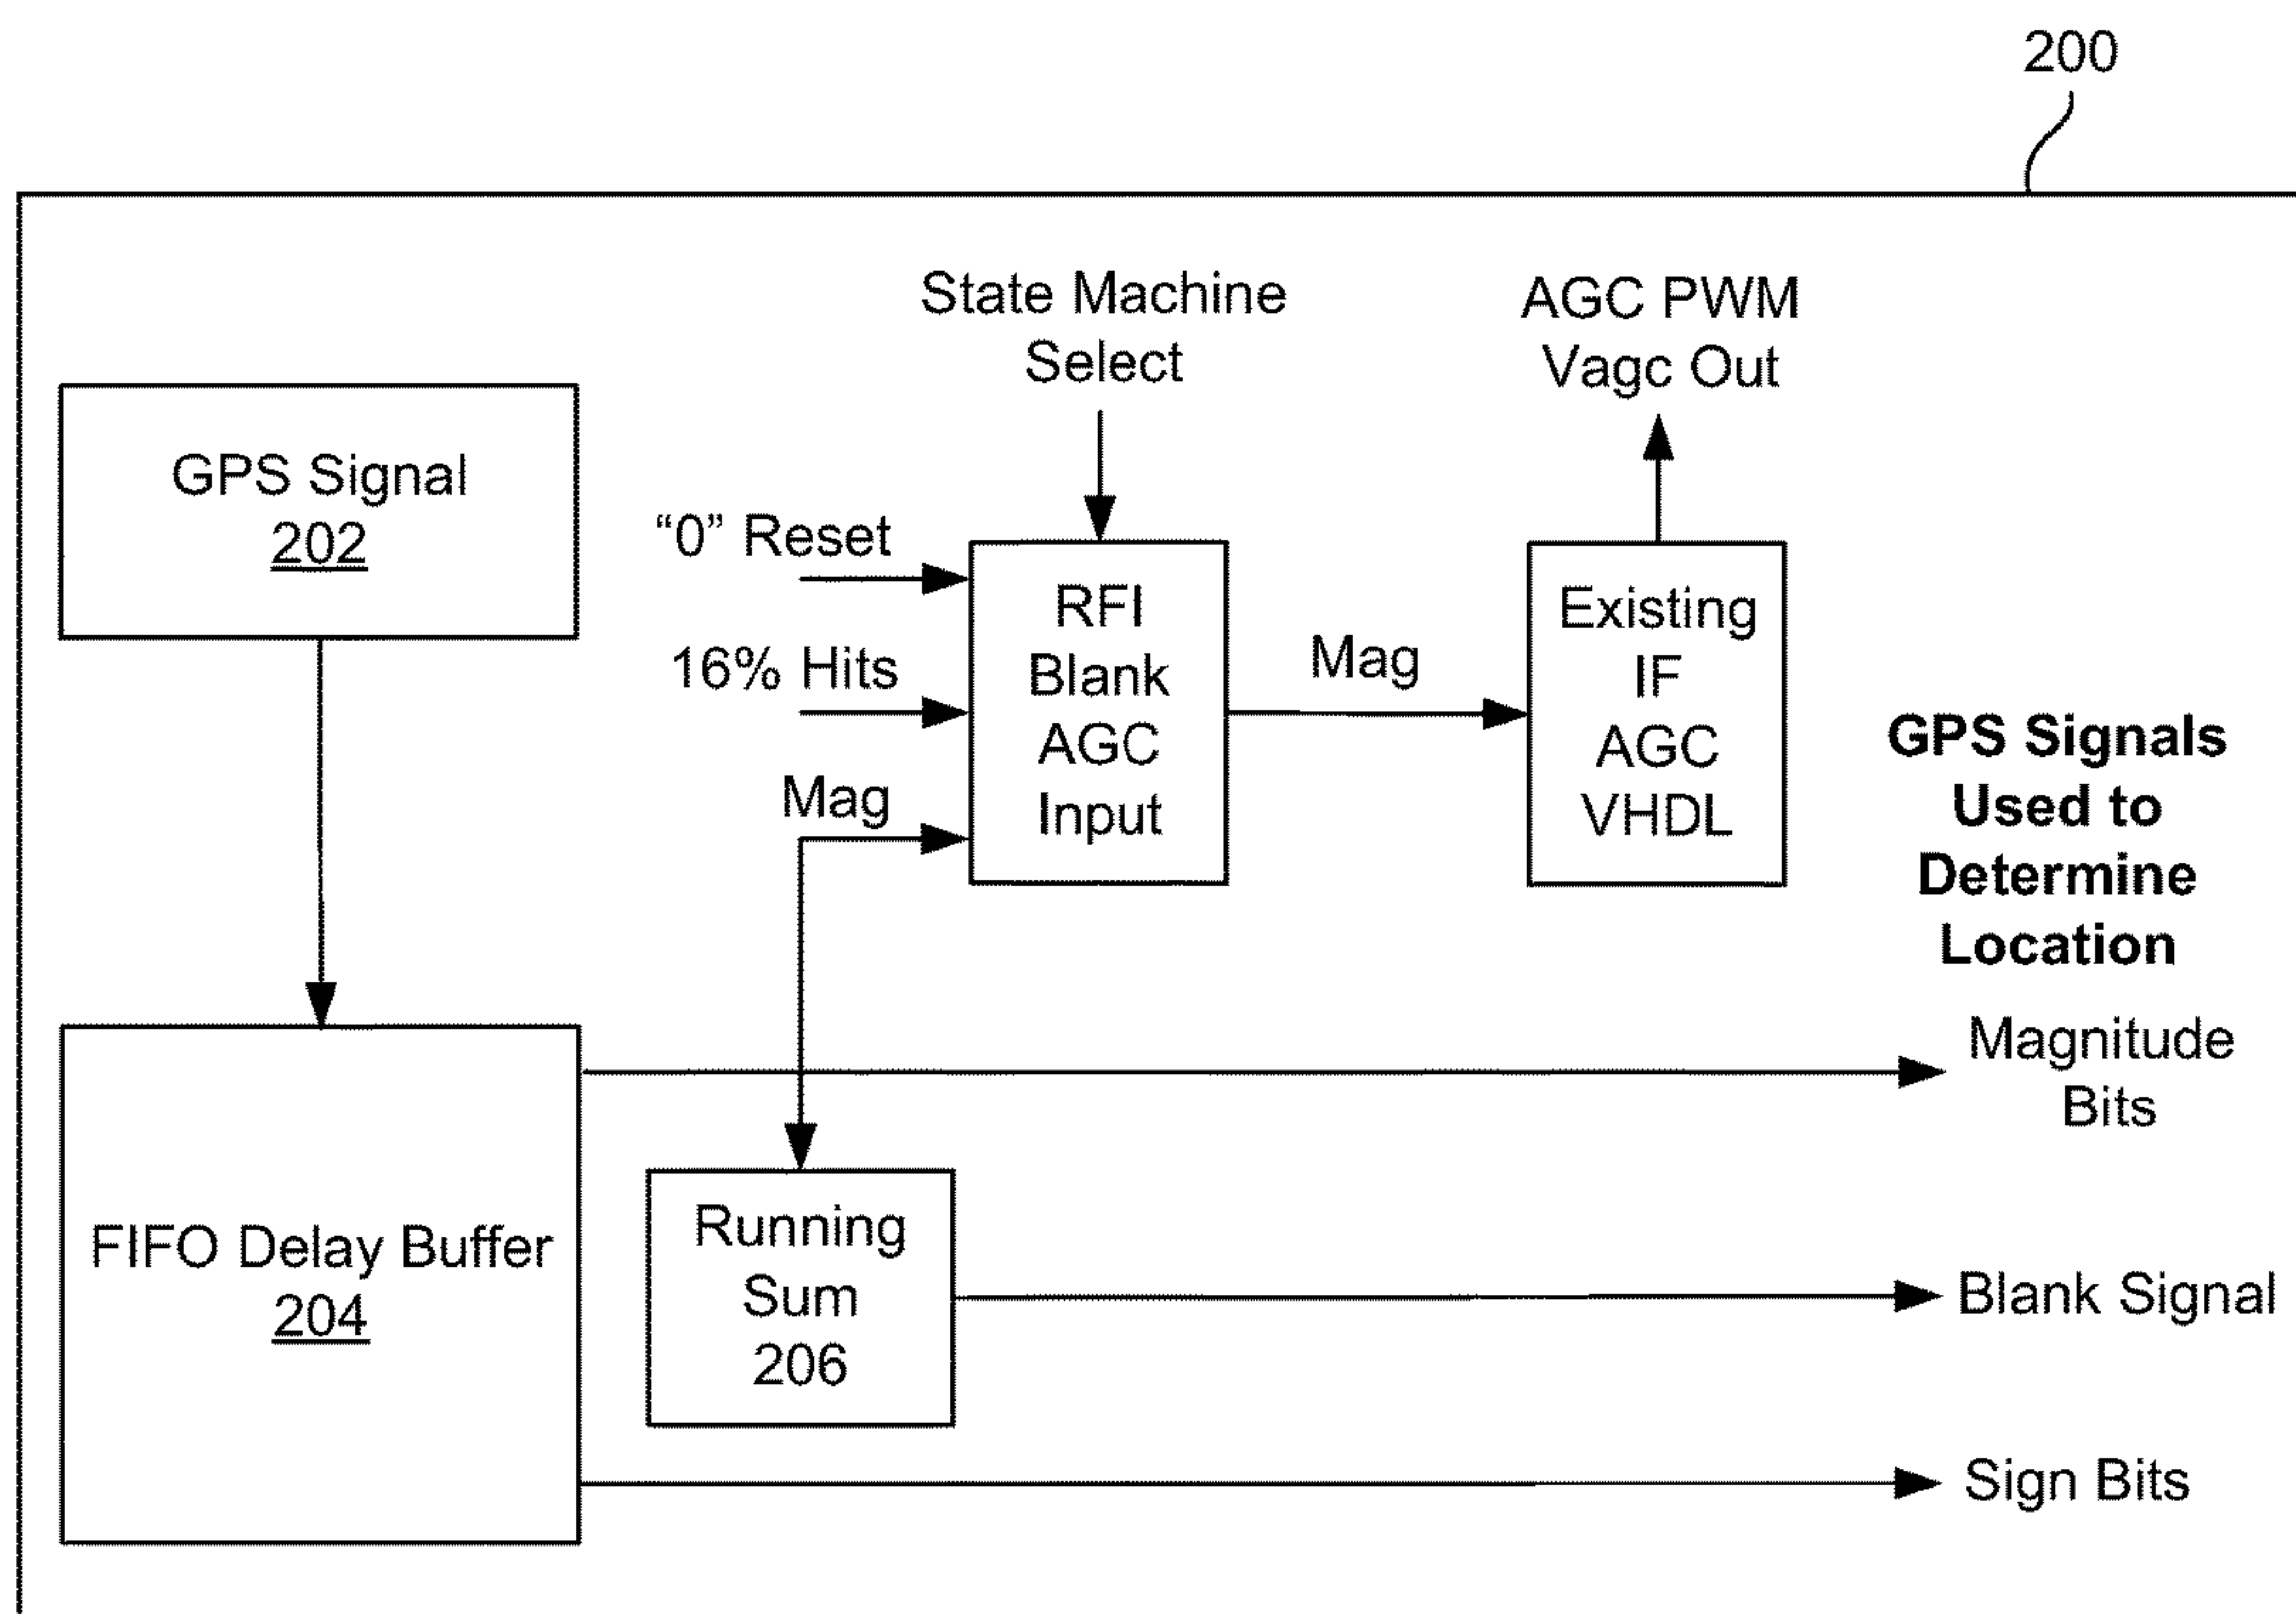 200
State Machine
Select
AGC PWM
Vagc Out
GPS Signal
202
“0” Reset
16% Hits
Mag
RFI
Blank
AGC
Input
Mag
Existing
IF
AGC
VHDL
GPS Signals
Used to
Determine
Location
Magnitude
Bits
FIFO Delay Buffer
204
Running
Sum
206
Blank Signal
Sign Bits